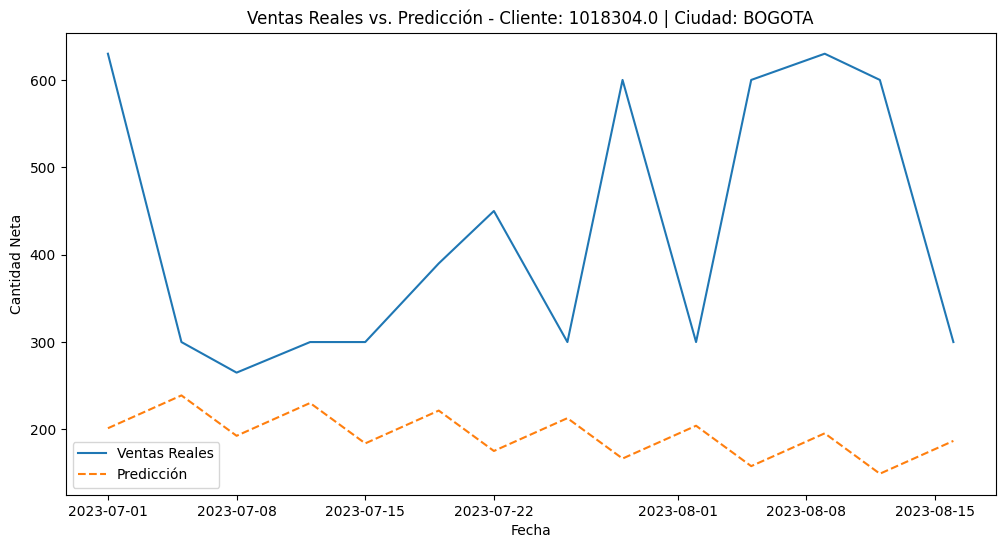 Ventas Reales vs. Predicción - Cliente: 1018304.0 | Ciudad: BOGOTA
Cantidad Neta
600
500
400
300
200
Ventas Reales
Predicción
2023-07-01 2023-07-08 2023-07-15 2023-07-22 2023-08-01 2023-08-08 2023-08-15
Fecha